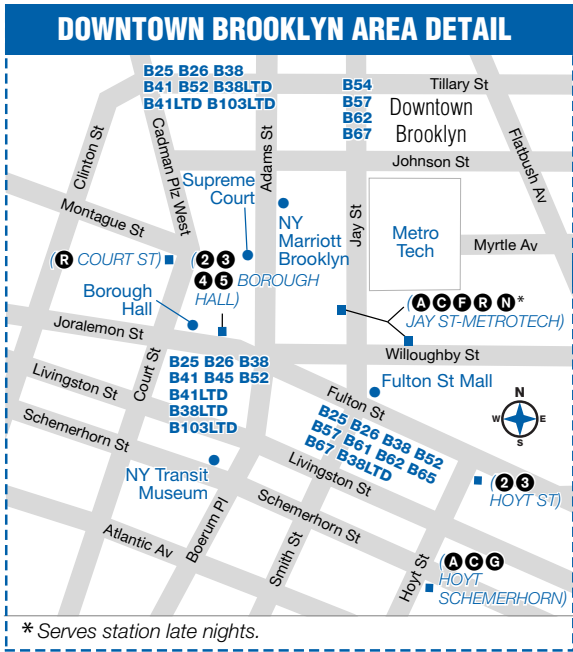 DOWNTOWN BROOKLYN AREA DETAIL
B25 B26 B38
B41 B52 B38LTD
B41LTD B103LTD
B54
B57
B62
B67
Tillary St
Downtown
Brooklyn
Johnson St
Flatbush Av
Clinton St
Cadman Plz West
Adams St
Jay St
Supreme
Court
NY
Marriott
Brooklyn
Metro
Tech
Myrtle Av
Montague St
(R COURT ST)
(2 3
4 5 BOROUGH
HALL)
(A C F R N*
JAY ST-METROTECH)
Borough
Hall
Joralemon St
Willoughby St
Court St
B25 B26 B38
B41 B45 B52
B41LTD
B38LTD
B103LTD
Fulton St Mall
Fulton St
N
W E
S
Livingston St
B25 B26 B38 B52
B57 B61 B62 B65
B67 B38LTD
Schemerhorn St
Livingston St
(2 3
HOYT ST)
NY Transit
Museum
Schemerhorn St
Atlantic Av
Boerum Pl
Smith St
Hoyt St
(A C G
HOYT
SCHEMERHORN)
* Serves station late nights.